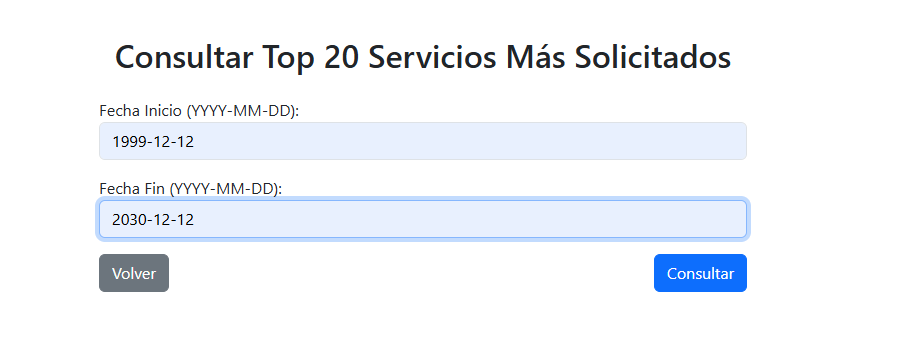 Consultar Top 20 Servicios Más Solicitados
Fecha Inicio (YYYY-MM-DD):
1999-12-12
Fecha Fin (YYYY-MM-DD):
2030-12-12
Volver
Consultar